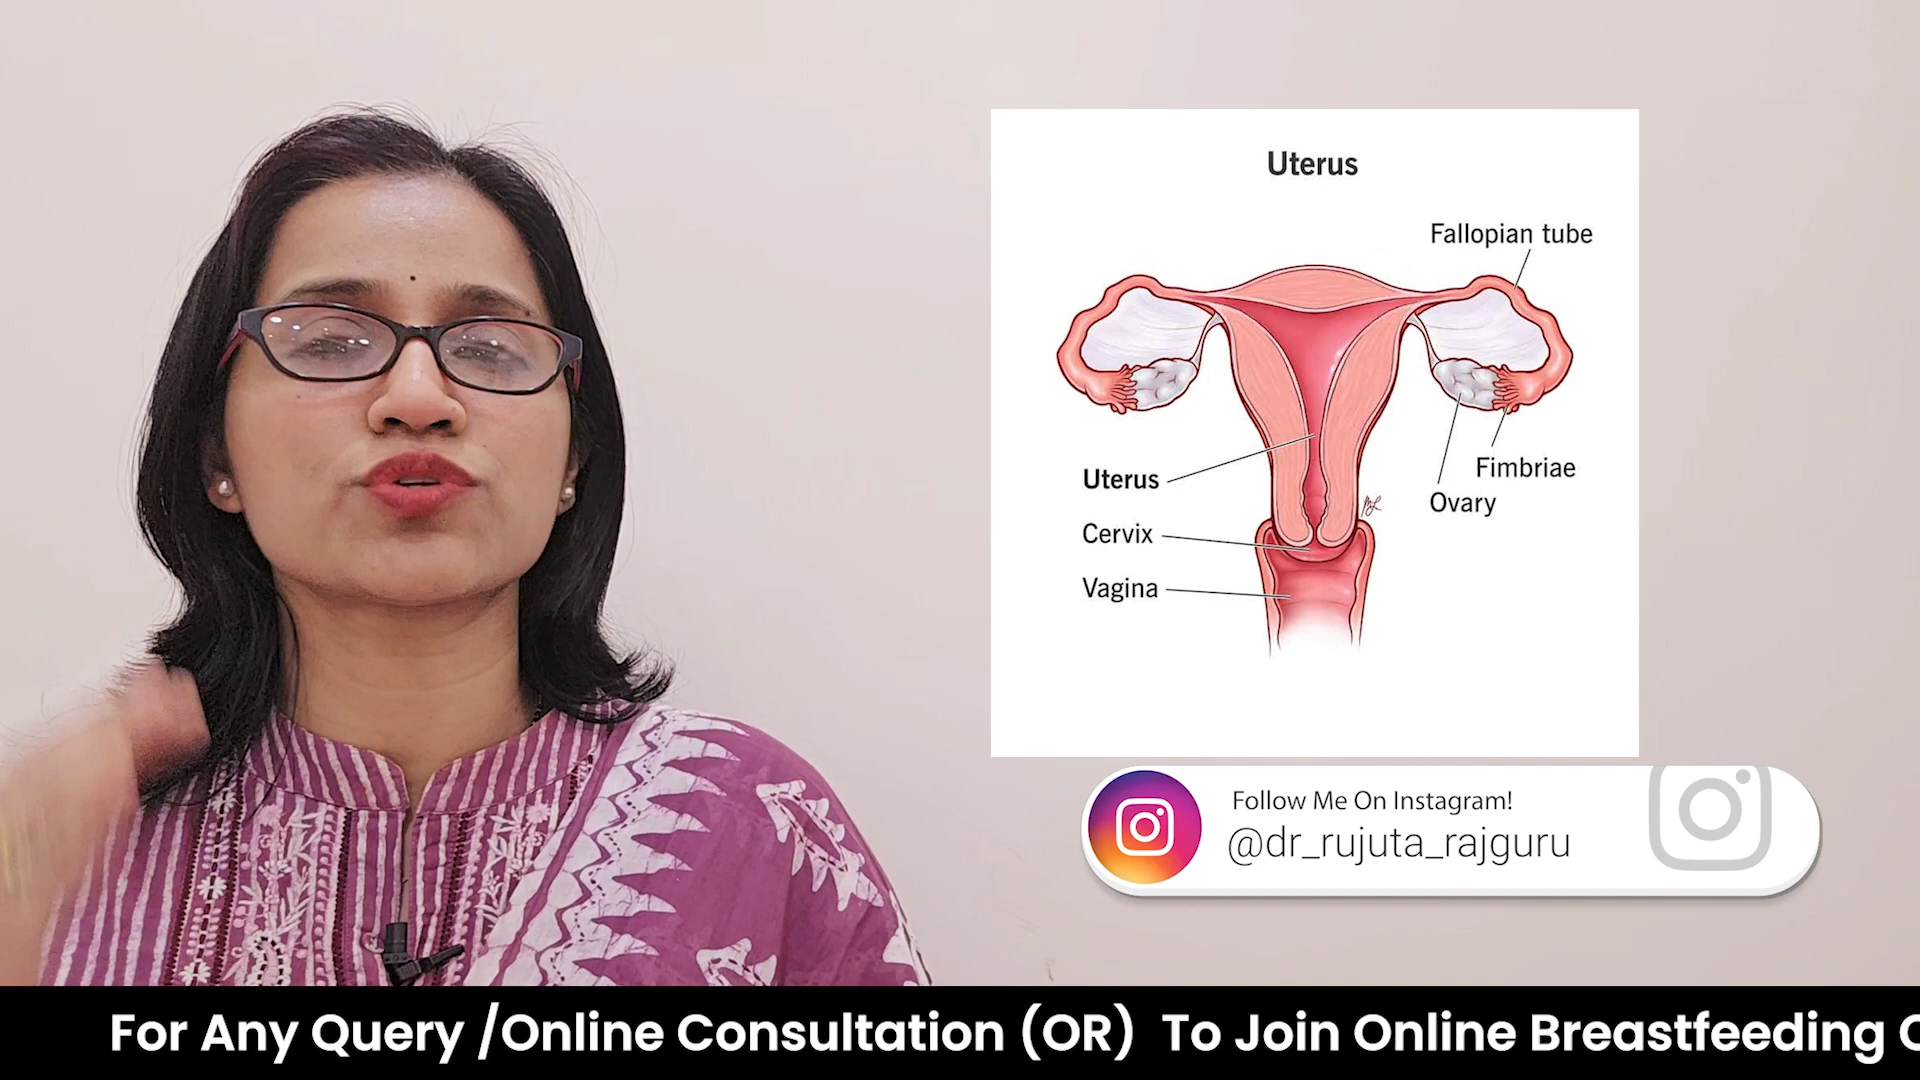 Uterus
Fallopian tube
Fimbriae
Ovary
Uterus
Cervix
Vagina
Follow Me On Instagram!
@dr_rujuta_rajguru
For Any Query /Online Consultation (OR) To Join Online Breastfeeding